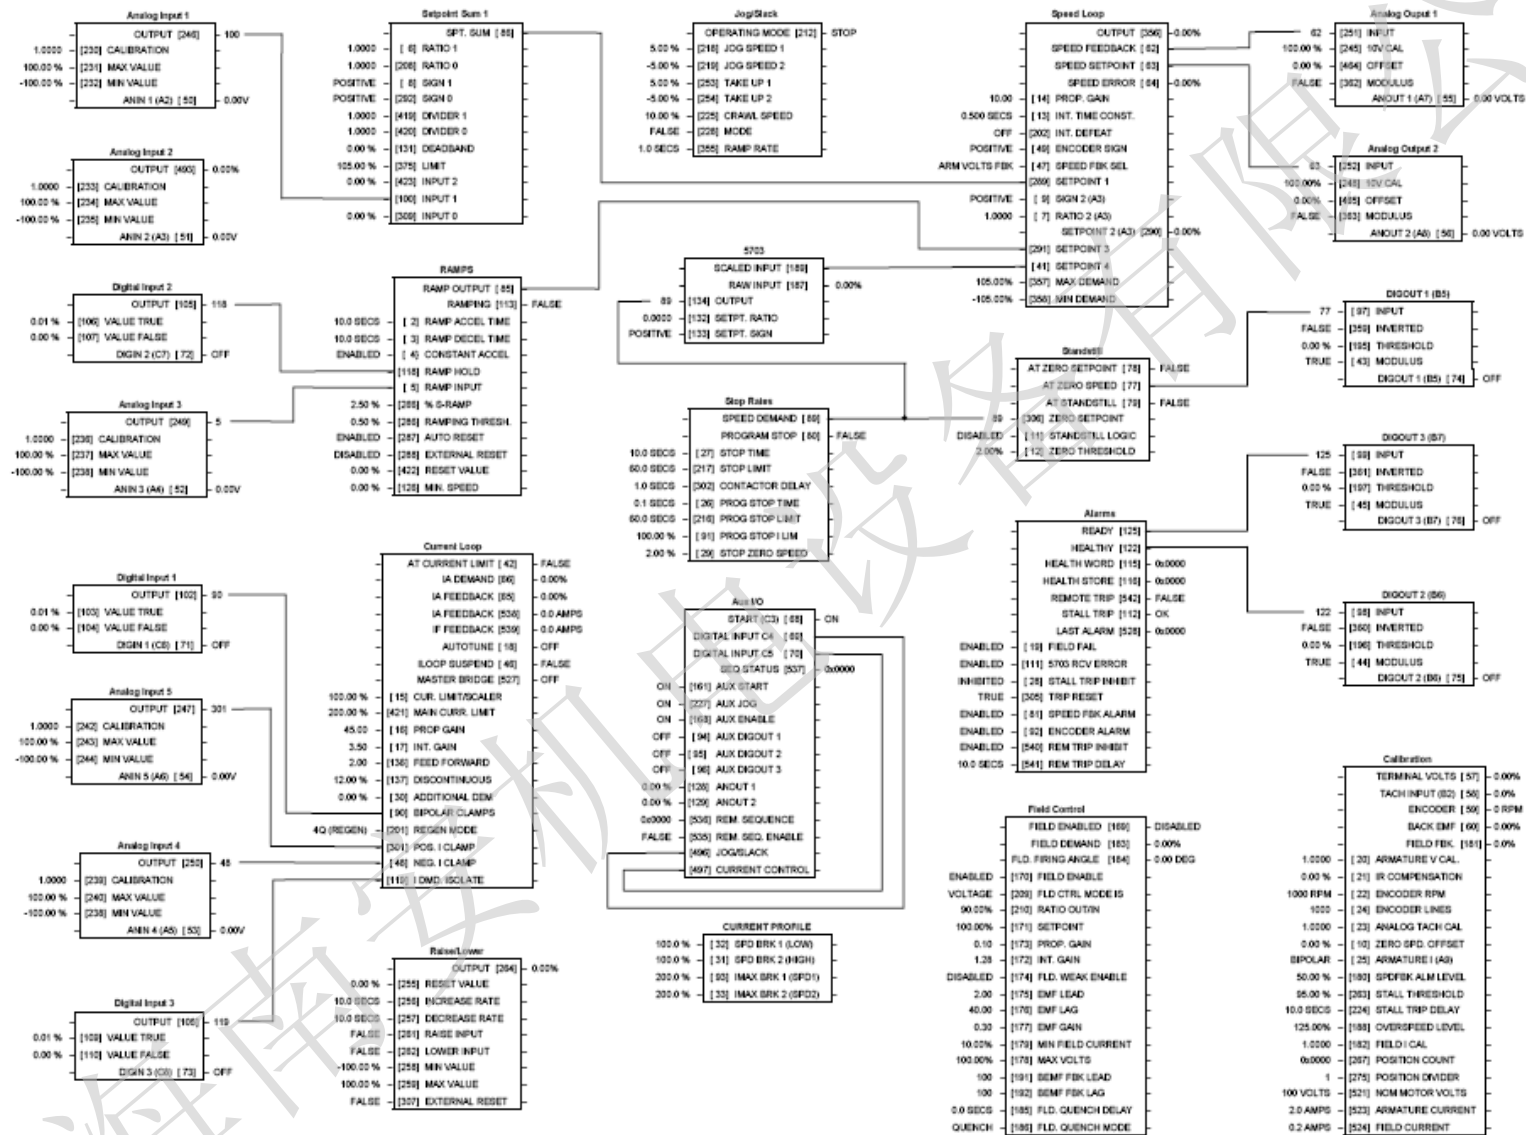 Analog Input 1
OUTPUT [246] 100
1.0000 [230] CALIBRATION
100.00 % [231] MAX VALUE
-100.00 % [232] MIN VALUE
ANIN 1 (A2) [ 50] 0.00V
Analog Input 2
OUTPUT [493] 0.00%
1.0000 [233] CALIBRATION
100.00 % [234] MAX VALUE
-100.00 % [235] MIN VALUE
ANIN 2 (A3) [ 51] 0.00V
Digital Input 2
OUTPUT [105] 118
0.01 % [106] VALUE TRUE
0.00 % [107] VALUE FALSE
DIGIN 2 (C7) [ 72] OFF
Analog Input 3
OUTPUT [249] 5
1.0000 [236] CALIBRATION
100.00 % [237] MAX VALUE
-100.00 % [238] MIN VALUE
ANIN 3 (A4) [ 52] 0.00V
Digital Input 1
OUTPUT [102] 90
0.01 % [103] VALUE TRUE
0.00 % [104] VALUE FALSE
DIGIN 1 (C6) [ 71] OFF
Analog Input 5
OUTPUT [247] 301
1.0000 [242] CALIBRATION
100.00 % [243] MAX VALUE
-100.00 % [244] MIN VALUE
ANIN 5 (A6) [ 54] 0.00V
Analog Input 4
OUTPUT [250] 48
1.0000 [239] CALIBRATION
100.00 % [240] MAX VALUE
-100.00 % [238] MIN VALUE
ANIN 4 (A5) [ 53] 0.00V
Digital Input 3
OUTPUT [108] 119
0.01 % [109] VALUE TRUE
0.00 % [110] VALUE FALSE
DIGIN 3 (C8) [ 73] OFF
Setpoint Sum 1
SPT. SUM [ 86]
1.0000 [ 6] RATIO 1
1.0000 [208] RATIO 0
POSITIVE [ 8] SIGN 1
POSITIVE [292] SIGN 0
1.0000 [419] DIVIDER 1
1.0000 [420] DIVIDER 0
0.00 % [131] DEADBAND
105.00 % [375] LIMIT
0.00 % [423] INPUT 2
[100] INPUT 1
0.00 % [309] INPUT 0
RAMPS
RAMP OUTPUT [ 85]
RAMPING [113] FALSE
10.0 SECS [ 2] RAMP ACCEL TIME
10.0 SECS [ 3] RAMP DECEL TIME
ENABLED [ 4] CONSTANT ACCEL
[118] RAMP HOLD
[ 5] RAMP INPUT
2.50 % [286] % S-RAMP
0.50 % [286] RAMPING THRESH.
ENABLED [287] AUTO RESET
DISABLED [288] EXTERNAL RESET
0.00 % [422] RESET VALUE
0.00 % [126] MIN. SPEED
Current Loop
AT CURRENT LIMIT [ 42] FALSE
IA DEMAND [66] 0.00%
IA FEEDBACK [65] 0.00%
IA FEEDBACK [538] 0.0 AMPS
IF FEEDBACK [539] 0.0 AMPS
AUTOTUNE [ 18] OFF
ILOOP SUSPEND [ 46] FALSE
MASTER BRIDGE [527] OFF
100.00 % [ 15] CUR. LIMIT/SCALER
200.00 % [421] MAIN CURR. LIMIT
45.00 [ 16] PROP GAIN
3.50 [ 17] INT. GAIN
2.00 [136] FEED FORWARD
12.00 % [137] DISCONTINUOUS
0.00 % [ 30] ADDITIONAL DEM
[ 90] BIPOLAR CLAMPS
4Q (REGEN) [201] REGEN MODE
[301] POS. I CLAMP
[ 48] NEG. I CLAMP
[119] I DMD. ISOLATE
Raise/Lower
OUTPUT [264] 0.00%
0.00 % [255] RESET VALUE
10.0 SECS [256] INCREASE RATE
10.0 SECS [257] DECREASE RATE
FALSE [261] RAISE INPUT
FALSE [262] LOWER INPUT
-100.00 % [258] MIN VALUE
100.00 % [259] MAX VALUE
FALSE [307] EXTERNAL RESET
Jog/Slack
OPERATING MODE [212] STOP
5.00 % [218] JOG SPEED 1
-5.00 % [219] JOG SPEED 2
5.00 % [253] TAKE UP 1
-5.00 % [254] TAKE UP 2
10.00 % [225] CRAWL SPEED
FALSE [228] MODE
1.0 SECS [355] RAMP RATE
5703
SCALED INPUT [189]
RAW INPUT [187] 0.00%
89 [134] OUTPUT
0.0000 [132] SETPT. RATIO
POSITIVE [133] SETPT. SIGN
Stop Rates
SPEED DEMAND [ 89]
PROGRAM STOP [ 80] FALSE
10.0 SECS [ 27] STOP TIME
60.0 SECS [217] STOP LIMIT
1.0 SECS [302] CONTACTOR DELAY
0.1 SECS [ 26] PROG STOP TIME
60.0 SECS [216] PROG STOP LIMIT
100.00 % [ 91] PROG STOP I LIM
2.00 % [ 29] STOP ZERO SPEED
Aux I/O
START (C3) [ 68] ON
DIGITAL INPUT C4 [ 69]
DIGITAL INPUT C5 [ 70]
SEQ STATUS [537] 0x0000
ON [161] AUX START
ON [227] AUX JOG
ON [168] AUX ENABLE
OFF [ 94] AUX DIGOUT 1
OFF [ 95] AUX DIGOUT 2
OFF [ 96] AUX DIGOUT 3
0.00 % [128] ANOUT 1
0.00 % [129] ANOUT 2
0x0000 [536] REM. SEQUENCE
FALSE [535] REM. SEQ. ENABLE
[496] JOG/SLACK
[497] CURRENT CONTROL
CURRENT PROFILE
100.0 % [ 32] SPD BRK 1 (LOW)
100.0 % [ 31] SPD BRK 2 (HIGH)
200.0 % [ 93] IMAX BRK 1 (SPD1)
200.0 % [ 33] IMAX BRK 2 (SPD2)
Speed Loop
OUTPUT [356] 0.00%
SPEED FEEDBACK [ 62]
SPEED SETPOINT [ 63]
SPEED ERROR [ 64] 0.00%
10.00 [ 14] PROP. GAIN
0.500 SECS [ 13] INT. TIME CONST.
OFF [202] INT. DEFEAT
POSITIVE [ 49] ENCODER SIGN
ARM VOLTS FBK [ 47] SPEED FBK SEL
[289] SETPOINT 1
POSITIVE [ 9] SIGN 2 (A3)
1.0000 [ 7] RATIO 2 (A3)
SETPOINT 2 (A3) [290] 0.00%
[291] SETPOINT 3
[ 41] SETPOINT 4
105.00% [357] MAX DEMAND
-105.00% [358] MIN DEMAND
Standstill
AT ZERO SETPOINT [ 78] FALSE
AT ZERO SPEED [ 77]
AT STANDSTILL [ 79] FALSE
89 [306] ZERO SETPOINT
DISABLED [ 11] STANDSTILL LOGIC
2.00% [ 12] ZERO THRESHOLD
Alarms
READY [125]
HEALTHY [122]
HEALTH WORD [115] 0x0000
HEALTH STORE [116] 0x0000
REMOTE TRIP [542] FALSE
STALL TRIP [112] OK
LAST ALARM [528] 0x0000
ENABLED [ 19] FIELD FAIL
ENABLED [111] 5703 RCV ERROR
INHIBITED [ 28] STALL TRIP INHIBIT
TRUE [305] TRIP RESET
ENABLED [ 81] SPEED FBK ALARM
ENABLED [ 92] ENCODER ALARM
ENABLED [540] REM TRIP INHIBIT
10.0 SECS [541] REM TRIP DELAY
Field Control
FIELD ENABLED [169] DISABLED
FIELD DEMAND [183] 0.00%
FLD. FIRING ANGLE [184] 0.00 DEG
ENABLED [170] FIELD ENABLE
VOLTAGE [209] FLD CTRL MODE IS
90.00% [210] RATIO OUT/IN
100.00% [171] SETPOINT
0.10 [173] PROP. GAIN
1.28 [172] INT. GAIN
DISABLED [174] FLD. WEAK ENABLE
2.00 [175] EMF LEAD
40.00 [176] EMF LAG
0.30 [177] EMF GAIN
10.00% [179] MIN FIELD CURRENT
100.00% [178] MAX VOLTS
100 [191] BEMF FBK LEAD
100 [192] BEMF FBK LAG
0.0 SECS [185] FLD. QUENCH DELAY
QUENCH [186] FLD. QUENCH MODE
Analog Ouput 1
62 [251] INPUT
100.00 % [245] 10V CAL
0.00 % [464] OFFSET
FALSE [362] MODULUS
ANOUT 1 (A7) [ 55] 0.00 VOLTS
Analog Output 2
63 [252] INPUT
100.00% [248] 10V CAL
0.00% [465] OFFSET
FALSE [363] MODULUS
ANOUT 2 (A8) [ 56] 0.00 VOLTS
DIGOUT 1 (B5)
77 [ 97] INPUT
FALSE [359] INVERTED
0.00 % [195] THRESHOLD
TRUE [ 43] MODULUS
DIGOUT 1 (B5) [ 74] OFF
DIGOUT 3 (B7)
125 [ 99] INPUT
FALSE [361] INVERTED
0.00 % [197] THRESHOLD
TRUE [ 45] MODULUS
DIGOUT 3 (B7) [ 76] OFF
DIGOUT 2 (B6)
122 [ 98] INPUT
FALSE [360] INVERTED
0.00 % [196] THRESHOLD
TRUE [ 44] MODULUS
DIGOUT 2 (B6) [ 75] OFF
Calibration
TERMINAL VOLTS [ 57] 0.00%
TACH INPUT (B2) [ 58] 0.0%
ENCODER [ 59] 0 RPM
BACK EMF [ 60] 0.00%
FIELD FBK. [181] 0.0%
1.0000 [ 20] ARMATURE V CAL.
0.00 % [ 21] IR COMPENSATION
1000 RPM [ 22] ENCODER RPM
1000 [ 24] ENCODER LINES
1.0000 [ 23] ANALOG TACH CAL
0.00 % [ 10] ZERO SPD. OFFSET
BIPOLAR [ 25] ARMATURE I (A9)
50.00 % [180] SPDFBK ALM LEVEL
95.00 % [263] STALL THRESHOLD
10.0 SECS [224] STALL TRIP DELAY
125.00% [188] OVERSPEED LEVEL
1.0000 [182] FIELD I CAL
0x0000 [267] POSITION COUNT
1 [275] POSITION DIVIDER
100 VOLTS [521] NOM MOTOR VOLTS
2.0 AMPS [523] ARMATURE CURRENT
0.2 AMPS [524] FIELD CURRENT
海南安机电设备有限公